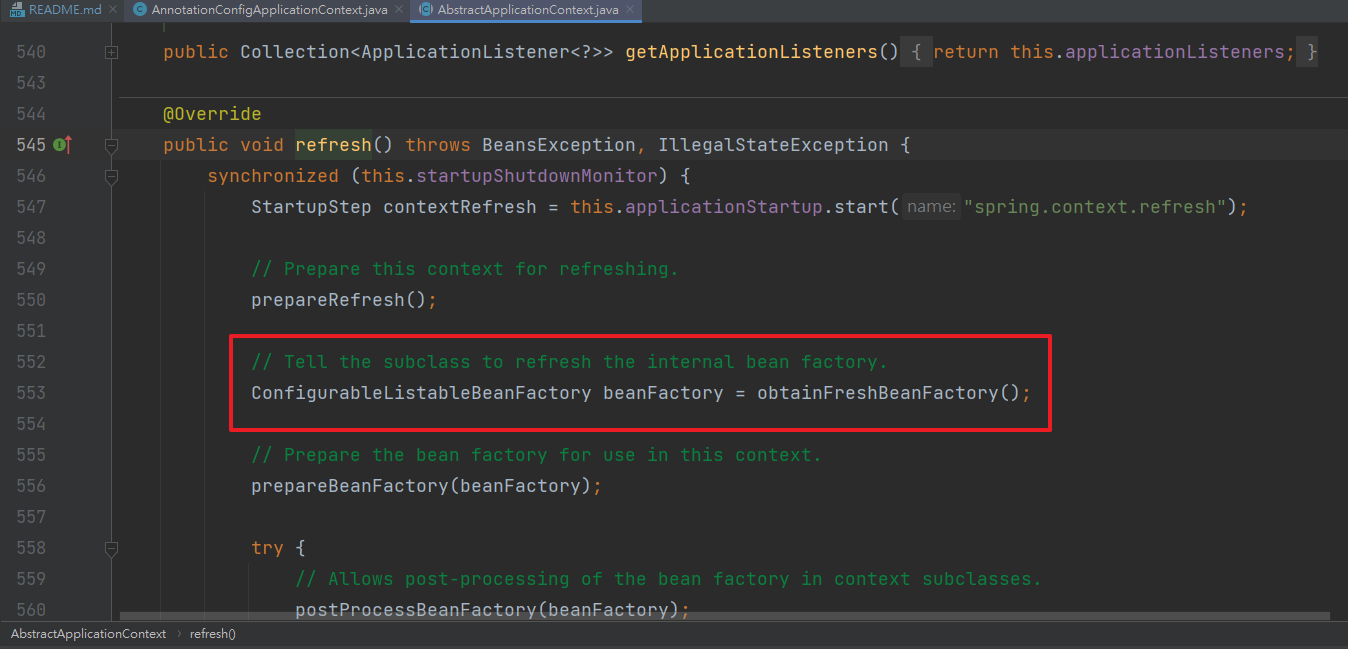 README.md × AnnotationConfigApplicationContext.java × AbstractApplicationContext.java ×
540 public Collection<ApplicationListener<?>> getApplicationListeners() { return this.applicationListeners; }
543
544 @Override
545 public void refresh() throws BeansException, IllegalStateException {
546 synchronized (this.startupShutdownMonitor) {
547 StartupStep contextRefresh = this.applicationStartup.start( name: "spring.context.refresh");
548
549 // Prepare this context for refreshing.
550 prepareRefresh();
551
552 // Tell the subclass to refresh the internal bean factory.
553 ConfigurableListableBeanFactory beanFactory = obtainFreshBeanFactory();
554
555 // Prepare the bean factory for use in this context.
556 prepareBeanFactory(beanFactory);
557
558 try {
559 // Allows post-processing of the bean factory in context subclasses.
560 postProcessBeanFactory(beanFactory);
AbstractApplicationContext › refresh()